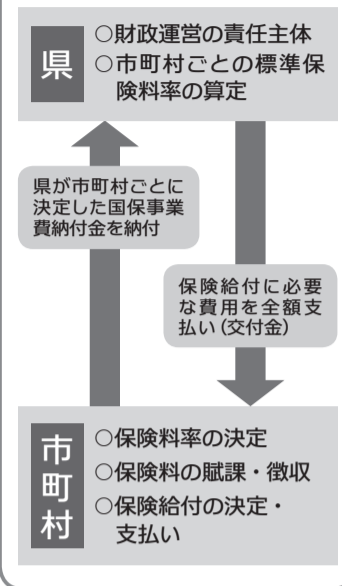 県
○財政運営の責任主体
○市町村ごとの標準保
険料率の算定
県が市町村ごとに
決定した国保事業
費納付金を納付
保険給付に必要
な費用を全額支
払い(交付金)
市町村
○保険料率の決定
○保険料の賦課・徴収
○保険給付の決定・
支払い